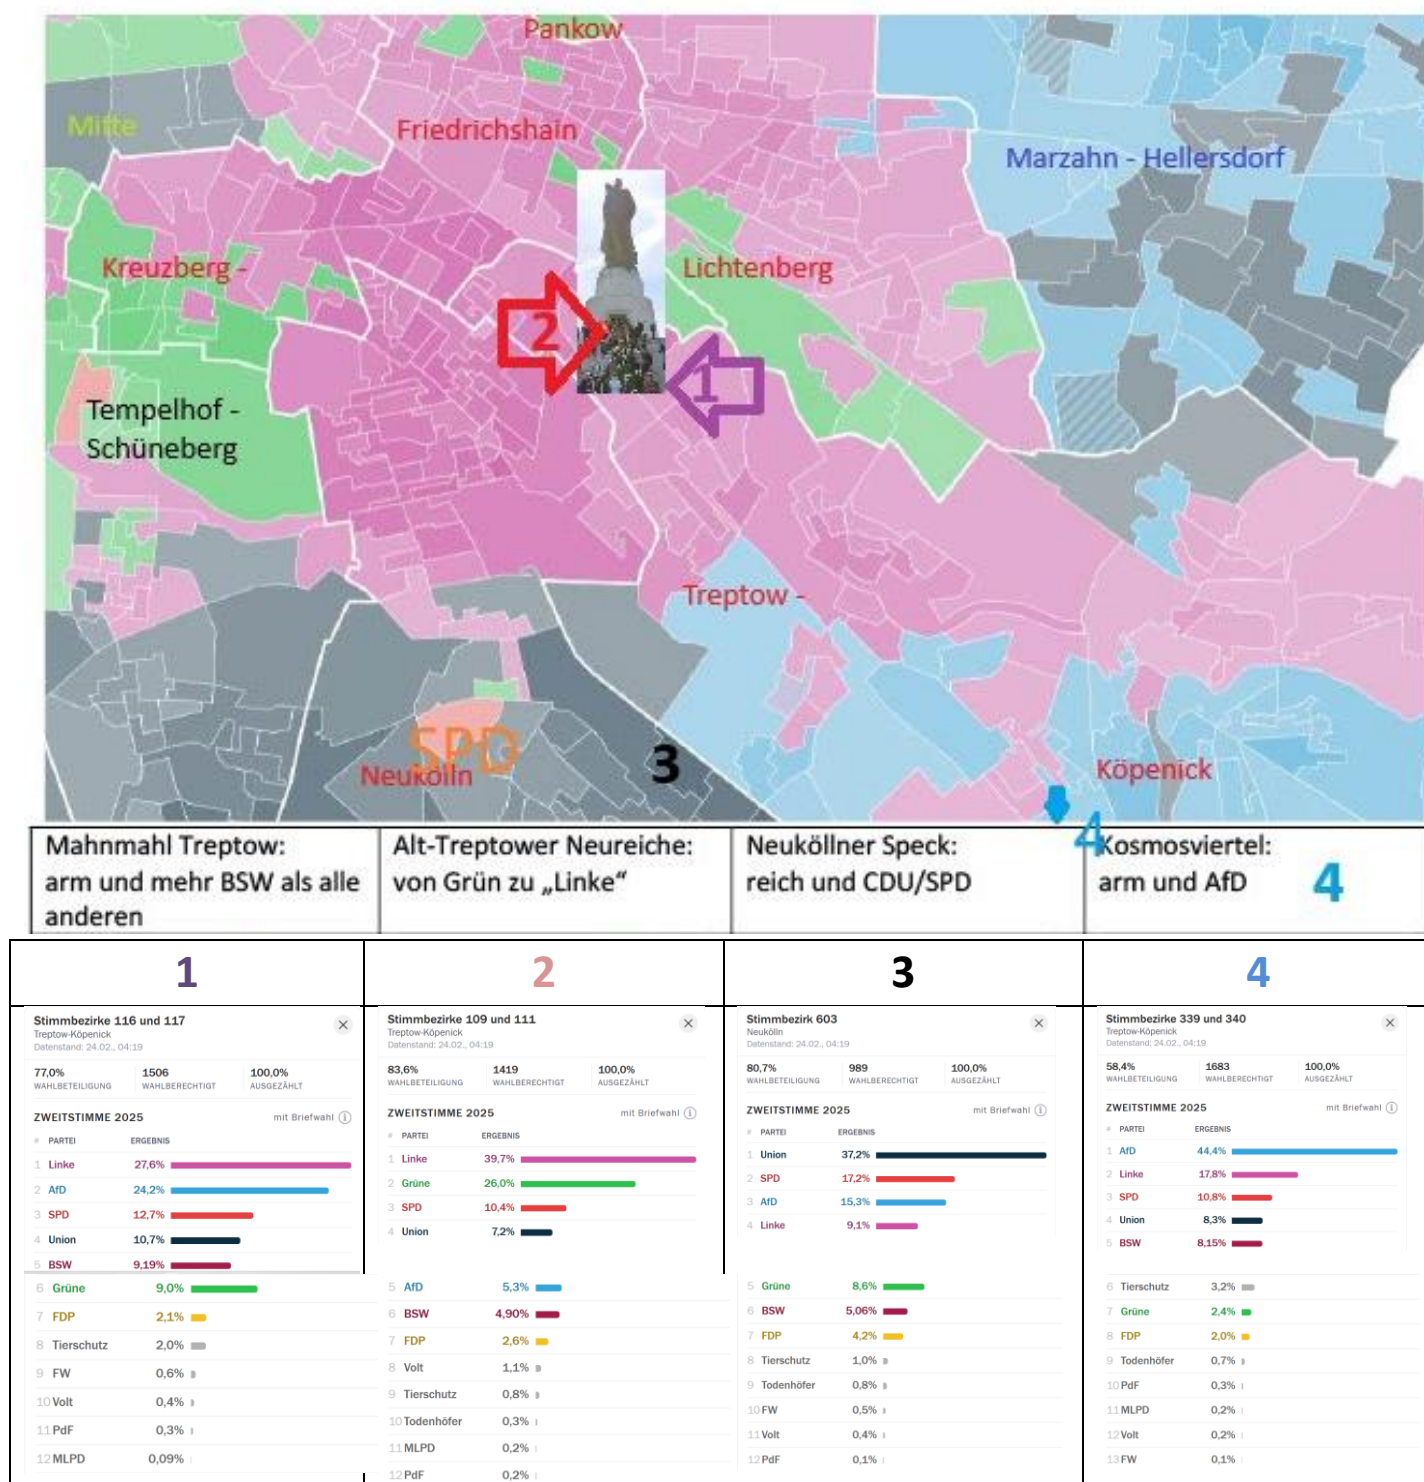 Pankow
Mitte
Friedrichshain
Marzahn - Hellersdorf
Kreuzberg -
Lichtenberg
2
1
Tempelhof -
Schüneberg
Treptow -
SPD
Neukölln
3
Köpenick
4
Mahnmahl Treptow:
arm und mehr BSW als alle
anderen
Alt-Treptower Neureiche:
von Grün zu „Linke“
Neuköllner Speck:
reich und CDU/SPD
Kosmosviertel:
arm und AfD
4
1
2
3
4
Stimmbezirke 116 und 117
Treptow-Köpenick
Datenstand: 24.02., 04:19
77,0% 1506 100,0%
WAHLBETEILIGUNG WAHLBERECHTIGT AUSGEZÄHLT
ZWEITSTIMME 2025 mit Briefwahl
# PARTEI ERGEBNIS
1 Linke 27,6%
2 AfD 24,2%
3 SPD 12,7%
4 Union 10,7%
5 BSW 9,19%
6 Grüne 9,0%
7 FDP 2,1%
8 Tierschutz 2,0%
9 FW 0,6%
10 Volt 0,4%
11 PdF 0,3%
12 MLPD 0,09%
Stimmbezirke 109 und 111
Treptow-Köpenick
Datenstand: 24.02., 04:19
83,6% 1419 100,0%
WAHLBETEILIGUNG WAHLBERECHTIGT AUSGEZÄHLT
ZWEITSTIMME 2025 mit Briefwahl
# PARTEI ERGEBNIS
1 Linke 39,7%
2 Grüne 26,0%
3 SPD 10,4%
4 Union 7,2%
5 AfD 5,3%
6 BSW 4,90%
7 FDP 2,6%
8 Volt 1,1%
9 Tierschutz 0,8%
10 Todenhöfer 0,3%
11 MLPD 0,2%
12 PdF 0,2%
Stimmbezirk 603
Neukölln
Datenstand: 24.02., 04:19
80,7% 989 100,0%
WAHLBETEILIGUNG WAHLBERECHTIGT AUSGEZÄHLT
ZWEITSTIMME 2025 mit Briefwahl
# PARTEI ERGEBNIS
1 Union 37,2%
2 SPD 17,2%
3 AfD 15,3%
4 Linke 9,1%
5 Grüne 8,6%
6 BSW 5,06%
7 FDP 4,2%
8 Tierschutz 1,0%
9 Todenhöfer 0,8%
10 FW 0,5%
11 Volt 0,4%
12 PdF 0,1%
Stimmbezirke 339 und 340
Treptow-Köpenick
Datenstand: 24.02., 04:19
58,4% 1683 100,0%
WAHLBETEILIGUNG WAHLBERECHTIGT AUSGEZÄHLT
ZWEITSTIMME 2025 mit Briefwahl
# PARTEI ERGEBNIS
1 AfD 44,4%
2 Linke 17,8%
3 SPD 10,8%
4 Union 8,3%
5 BSW 8,15%
6 Tierschutz 3,2%
7 Grüne 2,4%
8 FDP 2,0%
9 Todenhöfer 0,7%
10 PdF 0,3%
11 MLPD 0,2%
12 Volt 0,2%
13 FW 0,1%